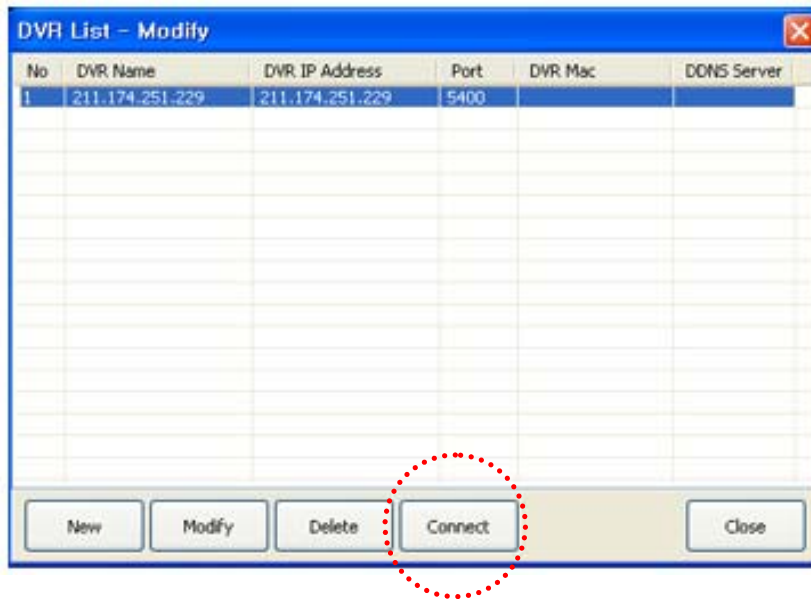 DVR List - Modify
No DVR Name DVR IP Address Port DVR Mac DDNS Server
1 211.174.251.229 211.174.251.229 5400
New Modify Delete Connect Close